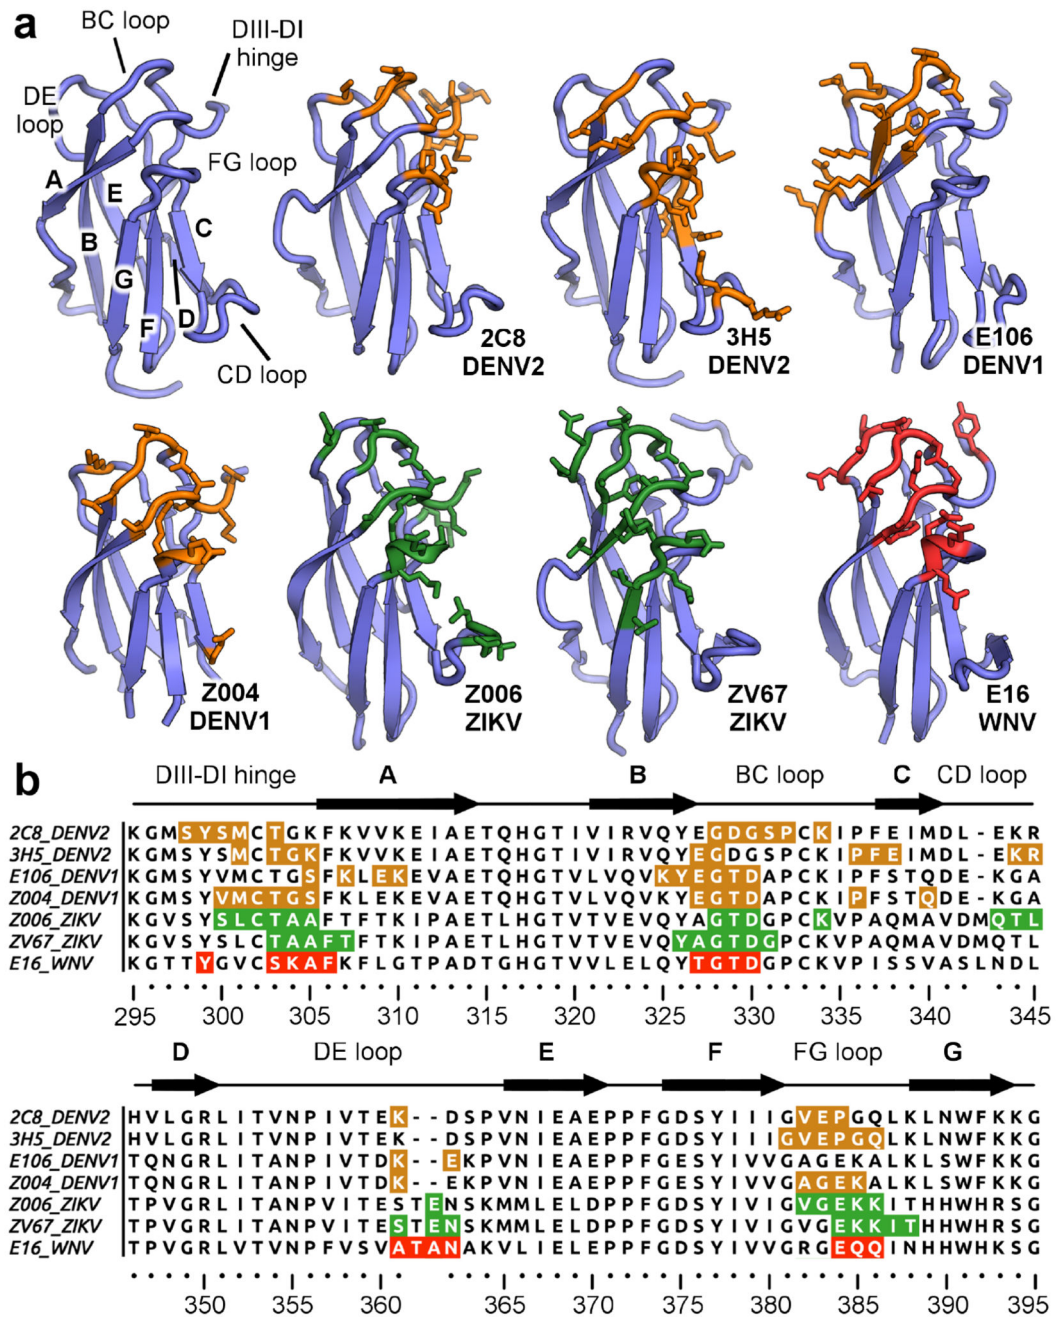 a
BC loop
DIII-DI
hinge
DE
loop
FG loop
A
E
B
C
G
D
F
CD loop
2C8
DENV2
3H5
DENV2
E106
DENV1
Z004
DENV1
Z006
ZIKV
ZV67
ZIKV
E16
WNV
b
DIII-DI hinge A B BC loop C CD loop
2C8_DENV2 KGMSYSMCTGKFKVVKEIAETQHGTIVIRVQYEGDGSPCKIPFEIMDL-EKR
3H5_DENV2 KGMSYSMCTGKFKVVKEIAETQHGTIVIRVQYEGDGSPCKIPFEIMDL-EKR
E106_DENV1 KGMSYVMCTGSFKLEKEVAETQHGTVLVQVKYEGTDAPCKIPFSTQDE-KGA
Z004_DENV1 KGMSYVMCTGSFKLEKEVAETQHGTVLVQVKYEGTDAPCKIPFSTQDE-KGA
Z006_ZIKV KGVSYSLCTAAFTFTKIPAETLHGTVTVEVQYAGTDGPCKVPAQMAVDMQTL
ZV67_ZIKV KGVSYSLCTAAFTFTKIPAETLHGTVTVEVQYAGTDGPCKVPAQMAVDMQTL
E16_WNV KGTTYGVCSKAFKFLGTPADTGHGTVVLELQYTGTDGPCKVPISSVASLNDL
295 300 305 310 315 320 325 330 335 340 345
D DE loop E F FG loop G
2C8_DENV2 HVLGRLITVNPIVTEK--DSPVNIEAEPPFGDSYIIIGVEPGQLKLNWFKKG
3H5_DENV2 HVLGRLITVNPIVTEK--DSPVNIEAEPPFGDSYIIIGVEPGQLKLNWFKKG
E106_DENV1 TQNGRLITANPIVTDK--EKPVNIEAEPPFGESYIVVGAGEKALKLSWFKKG
Z004_DENV1 TQNGRLITANPIVTDK--EKPVNIEAEPPFGESYIVVGAGEKALKLSWFKKG
Z006_ZIKV TPVGRLITANPVITESTENSKMMLELDPPFGDSYIVIGVGEKKITHHWHRSG
ZV67_ZIKV TPVGRLITANPVITESTENSKMMLELDPPFGDSYIVIGVGEKKITHHWHRSG
E16_WNV TPVGRLVTVNPFVSVATANAKVLIELEPPFGDSYIVVGRGEQQINHHWHKSG
350 355 360 365 370 375 380 385 390 395